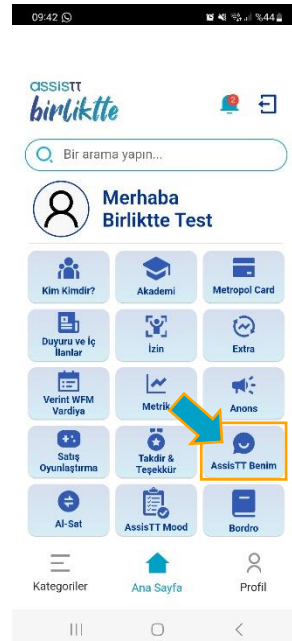 09:42
%44
assistt
birliktte
2
Bir arama yapın...
Merhaba
Birliktte Test
Kim Kimdir?
Akademi
Metropol Card
Duyuru ve İç
İlanlar
İzin
Extra
Verint WFM
Vardiya
Metrik
Anons
Satış
Oyunlaştırma
Takdir &
Teşekkür
AssisTT Benim
Al-Sat
AssisTT Mood
Bordro
Kategoriler
Ana Sayfa
Profil